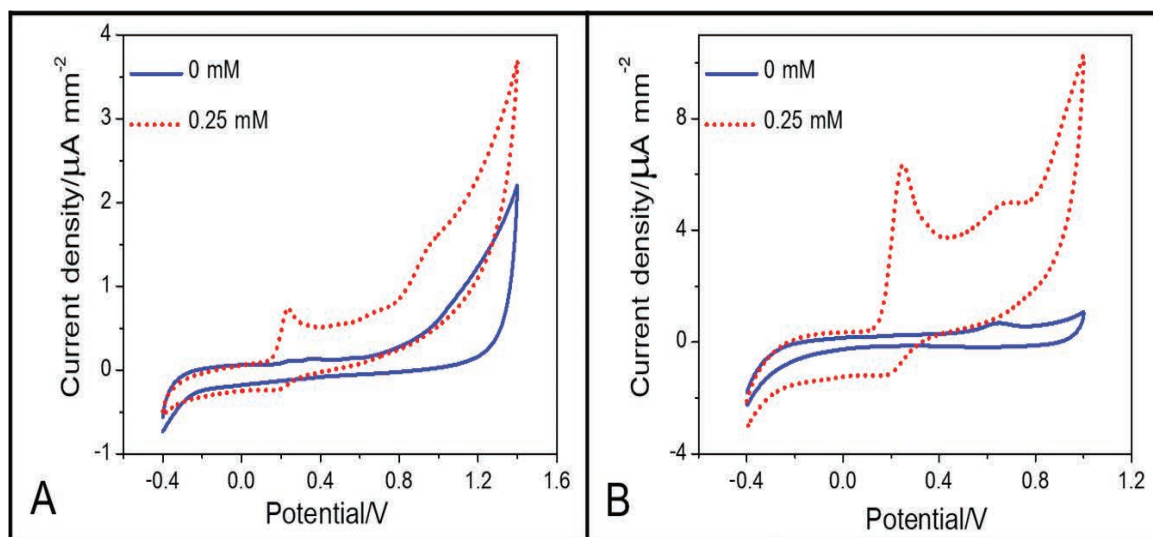 4
3
2
1
0
-1
Current density/µA mm⁻²
0 mM
0.25 mM
-0.4
0.0
0.4
0.8
1.2
1.6
Potential/V
A
8
4
0
-4
Current density/µA mm⁻²
0 mM
0.25 mM
-0.4
0.0
0.4
0.8
1.2
Potential/V
B